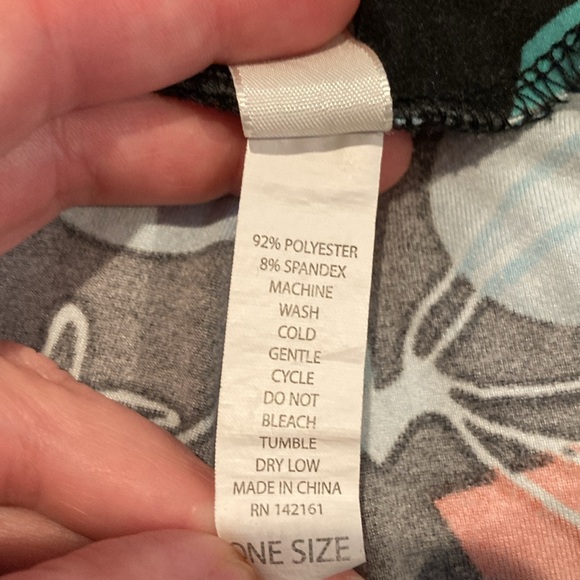 92% POLYESTER
8% SPANDEX
MACHINE
WASH
COLD
GENTLE
CYCLE
DO NOT
BLEACH
TUMBLE
DRY LOW
MADE IN CHINA
RN 142161
ONE SIZE